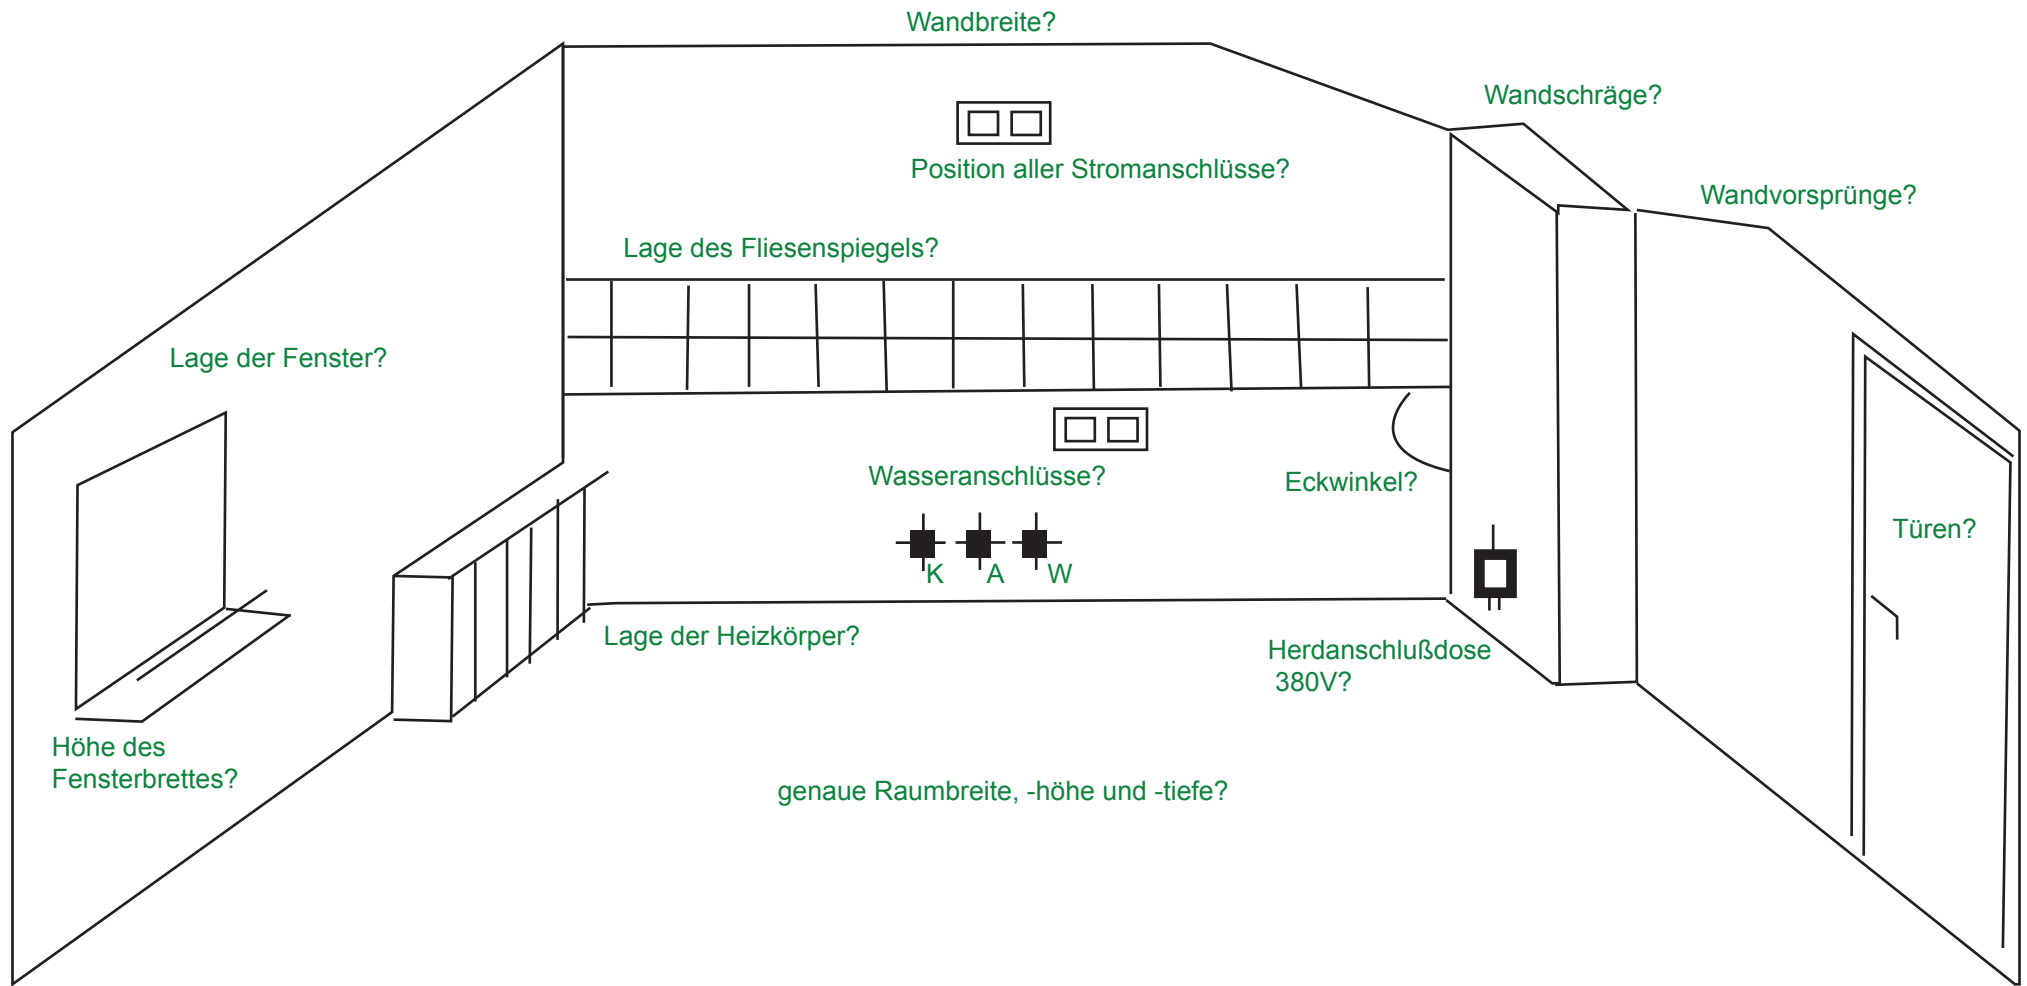 Wandbreite?
Wandschräge?
Position aller Stromanschlüsse?
Wandvorsprünge?
Lage des Fliesenspiegels?
Lage der Fenster?
Wasseranschlüsse?
Eckwinkel?
Türen?
K A W
Lage der Heizkörper?
Herdanschlußdose
380V?
Höhe des
Fensterbrettes?
genaue Raumbreite, -höhe und -tiefe?